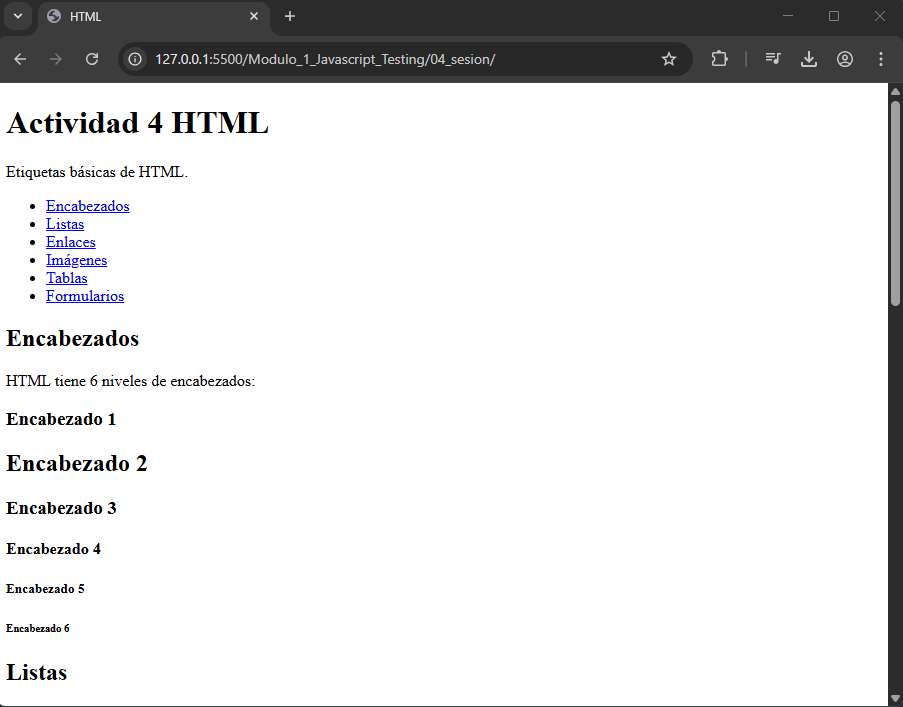 HTML
127.0.0.1:5500/Modulo_1_Javascript_Testing/04_sesion/
Actividad 4 HTML
Etiquetas básicas de HTML.
Encabezados
Listas
Enlaces
Imágenes
Tablas
Formularios
Encabezados
HTML tiene 6 niveles de encabezados:
Encabezado 1
Encabezado 2
Encabezado 3
Encabezado 4
Encabezado 5
Encabezado 6
Listas